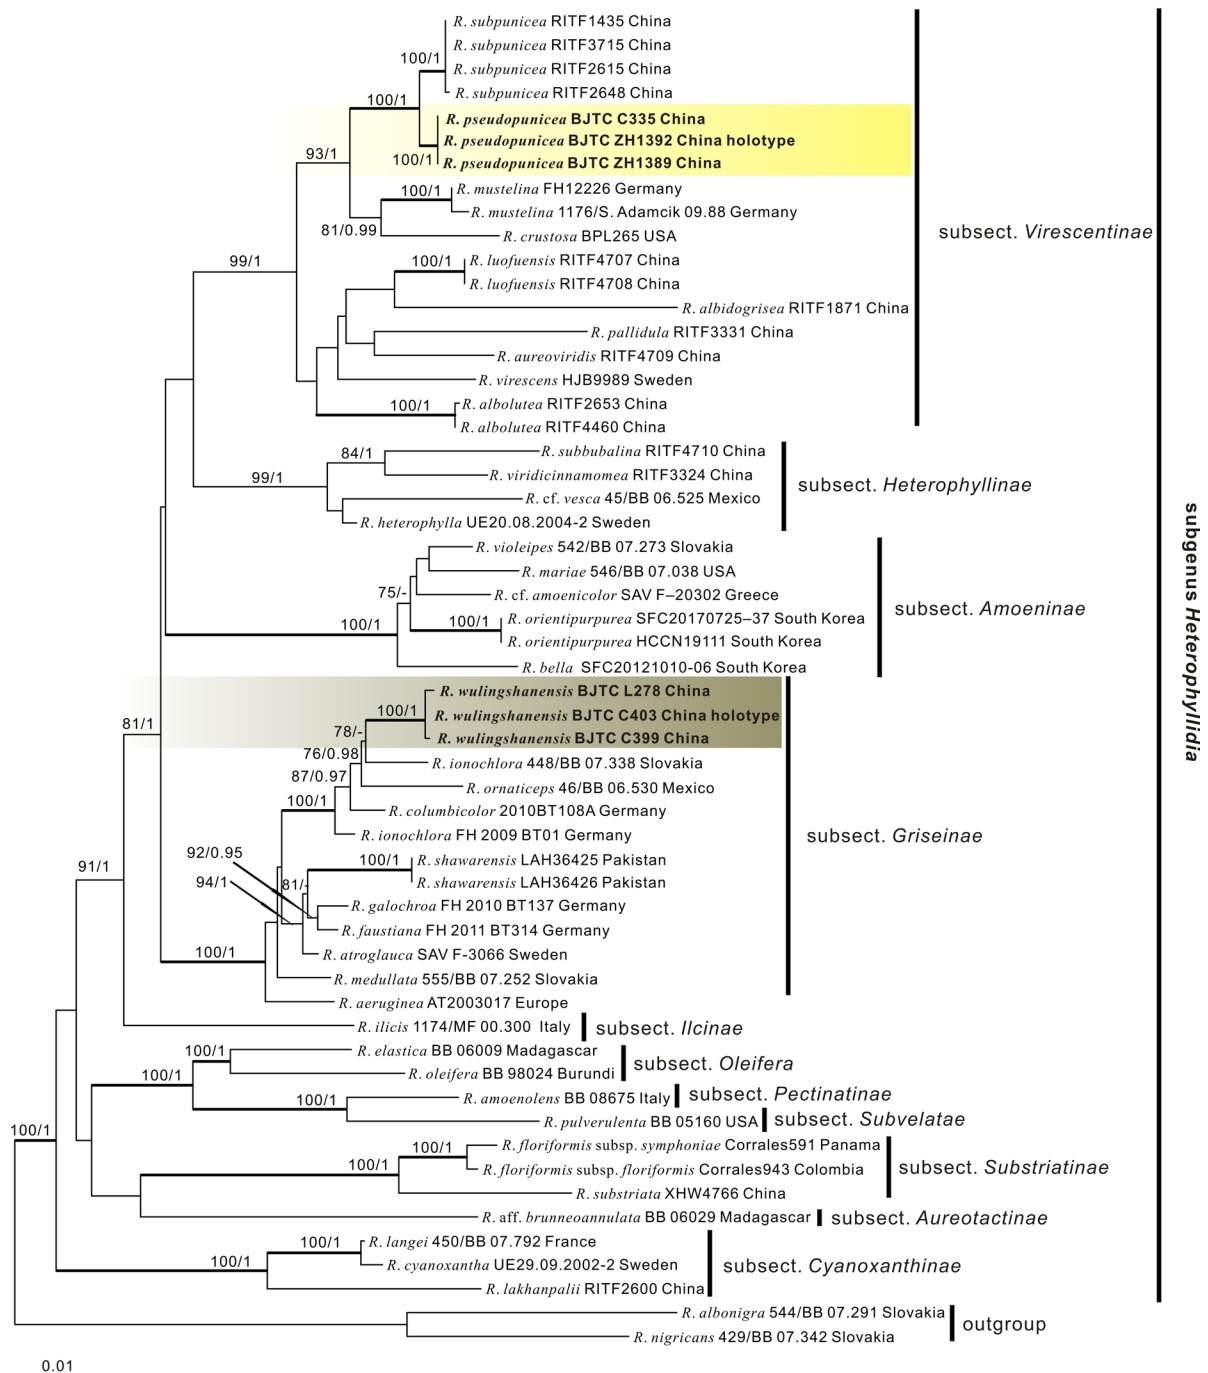 R. subpunicea RITF1435 China
R. subpunicea RITF3715 China
100/1
R. subpunicea RITF2615 China
R. subpunicea RITF2648 China
100/1
R. pseudopunicea BJTC C335 China
R. pseudopunicea BJTC ZH1392 China holotype
93/1
100/1
R. pseudopunicea BJTC ZH1389 China
100/1
R. mustelina FH12226 Germany
R. mustelina 1176/S. Adamcik 09.88 Germany
81/0.99
R. crustosa BPL265 USA
subsect. Virescentinae
99/1
100/1
R. luofuensis RITF4707 China
R. luofuensis RITF4708 China
R. albidogrisea RITF1871 China
R. pallidula RITF3331 China
R. aureoviridis RITF4709 China
R. virescens HJB9989 Sweden
100/1
R. albolutea RITF2653 China
R. albolutea RITF4460 China
84/1
R. subbubalina RITF4710 China
99/1
R. viridicinnamomea RITF3324 China
subsect. Heterophyllinae
R. cf. vesca 45/BB 06.525 Mexico
R. heterophylla UE20.08.2004-2 Sweden
R. violeipes 542/BB 07.273 Slovakia
R. mariae 546/BB 07.038 USA
75/-
R. cf. amoenicolor SAV F–20302 Greece
subsect. Amoeninae
100/1
100/1
R. orientipurpurea SFC20170725–37 South Korea
R. orientipurpurea HCCN19111 South Korea
R. bella SFC20121010-06 South Korea
subgenus Heterophyllidia
R. wulingshanensis BJTC L278 China
100/1
R. wulingshanensis BJTC C403 China holotype
81/1
78/-
R. wulingshanensis BJTC C399 China
76/0.98
R. ionochlora 448/BB 07.338 Slovakia
87/0.97
R. ornaticeps 46/BB 06.530 Mexico
100/1
R. columbicolor 2010BT108A Germany
R. ionochlora FH 2009 BT01 Germany
subsect. Griseinae
92/0.95
100/1
R. shawarensis LAH36425 Pakistan
91/1
94/1
81/-
R. shawarensis LAH36426 Pakistan
R. galochroa FH 2010 BT137 Germany
R. faustiana FH 2011 BT314 Germany
100/1
R. atroglauca SAV F-3066 Sweden
R. medullata 555/BB 07.252 Slovakia
R. aeruginea AT2003017 Europe
R. ilicis 1174/MF 00.300 Italy
subsect. Ilcinae
100/1
R. elastica BB 06009 Madagascar
subsect. Oleifera
100/1
R. oleifera BB 98024 Burundi
100/1
R. amoenolens BB 08675 Italy
subsect. Pectinatinae
R. pulverulenta BB 05160 USA
subsect. Subvelatae
100/1
100/1
R. floriformis subsp. symphoniae Corrales591 Panama
100/1
R. floriformis subsp. floriformis Corrales943 Colombia
subsect. Substriatinae
R. substriata XHW4766 China
R. aff. brunneoannulata BB 06029 Madagascar
subsect. Aureotactinae
100/1
R. langei 450/BB 07.792 France
100/1
R. cyanoxantha UE29.09.2002-2 Sweden
subsect. Cyanoxanthinae
R. lakhanpalii RITF2600 China
R. albonigra 544/BB 07.291 Slovakia
outgroup
R. nigricans 429/BB 07.342 Slovakia
0.01